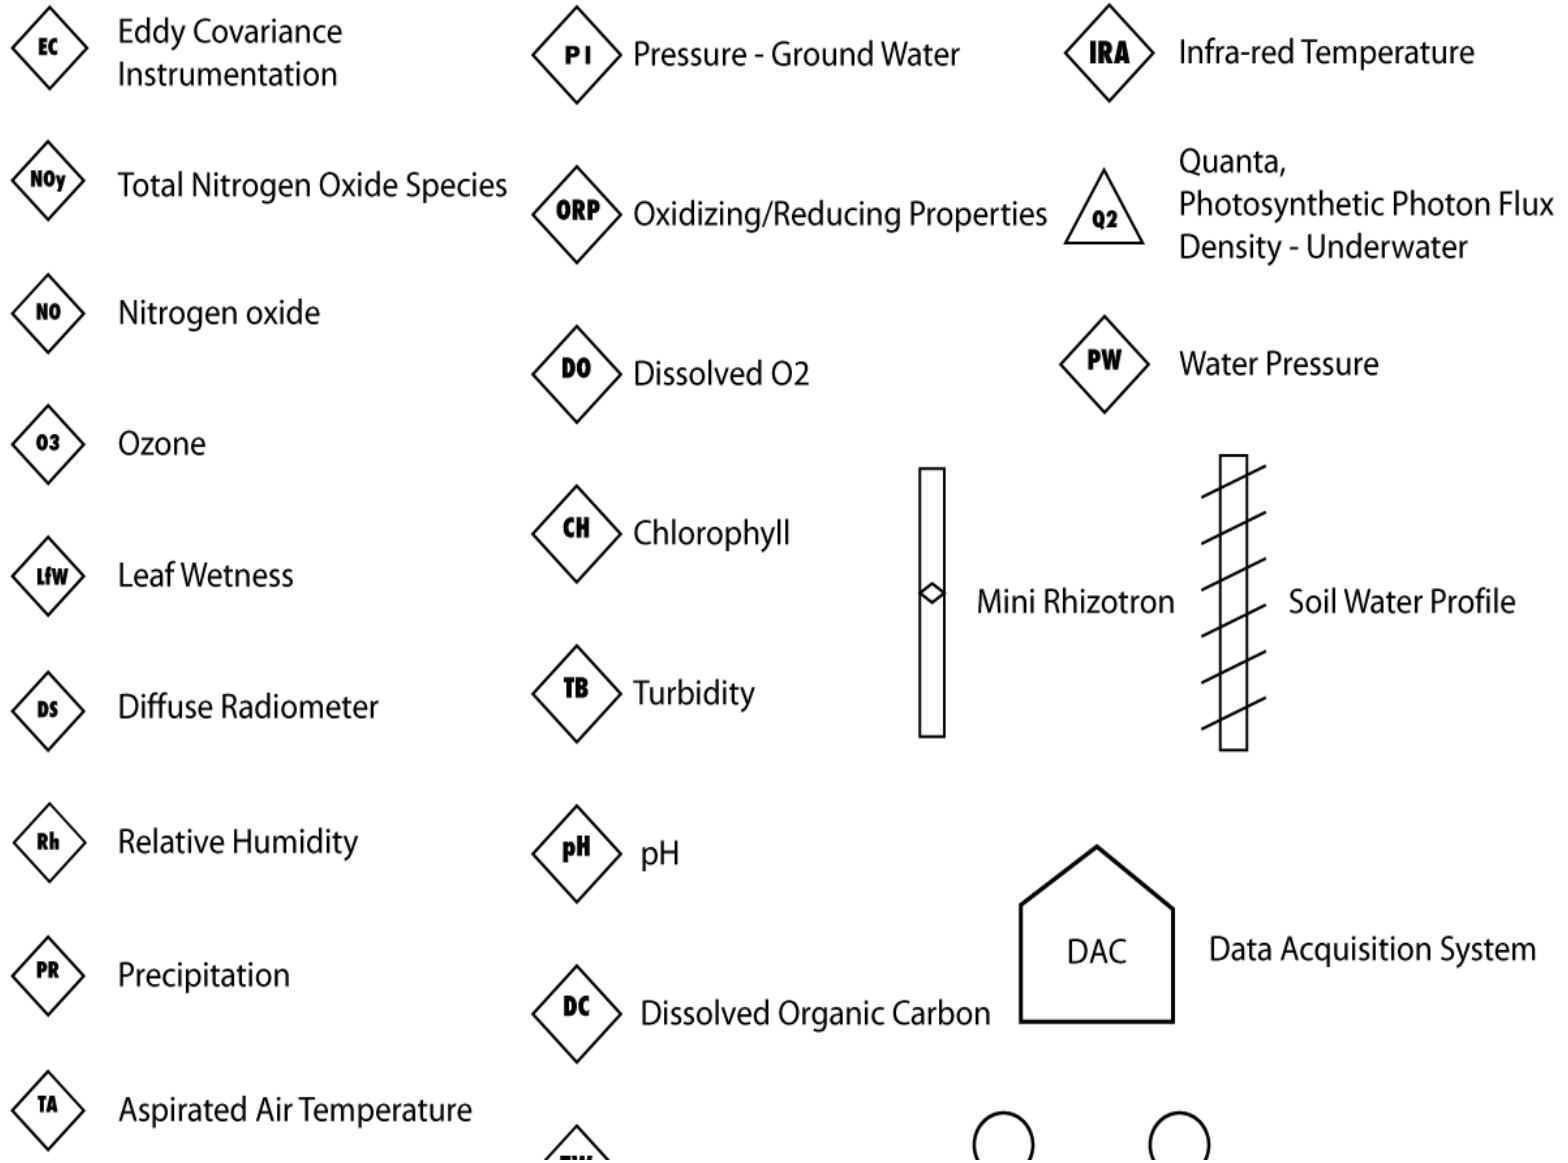 EC
Eddy Covariance
Instrumentation
NOy
Total Nitrogen Oxide Species
NO
Nitrogen oxide
O3
Ozone
LfW
Leaf Wetness
DS
Diffuse Radiometer
Rh
Relative Humidity
PR
Precipitation
TA
Aspirated Air Temperature
PI
Pressure - Ground Water
ORP
Oxidizing/Reducing Properties
DO
Dissolved O2
CH
Chlorophyll
TB
Turbidity
pH
pH
DC
Dissolved Organic Carbon
IRA
Infra-red Temperature
Q2
Quanta,
Photosynthetic Photon Flux
Density - Underwater
PW
Water Pressure
Mini Rhizotron
Soil Water Profile
DAC
Data Acquisition System